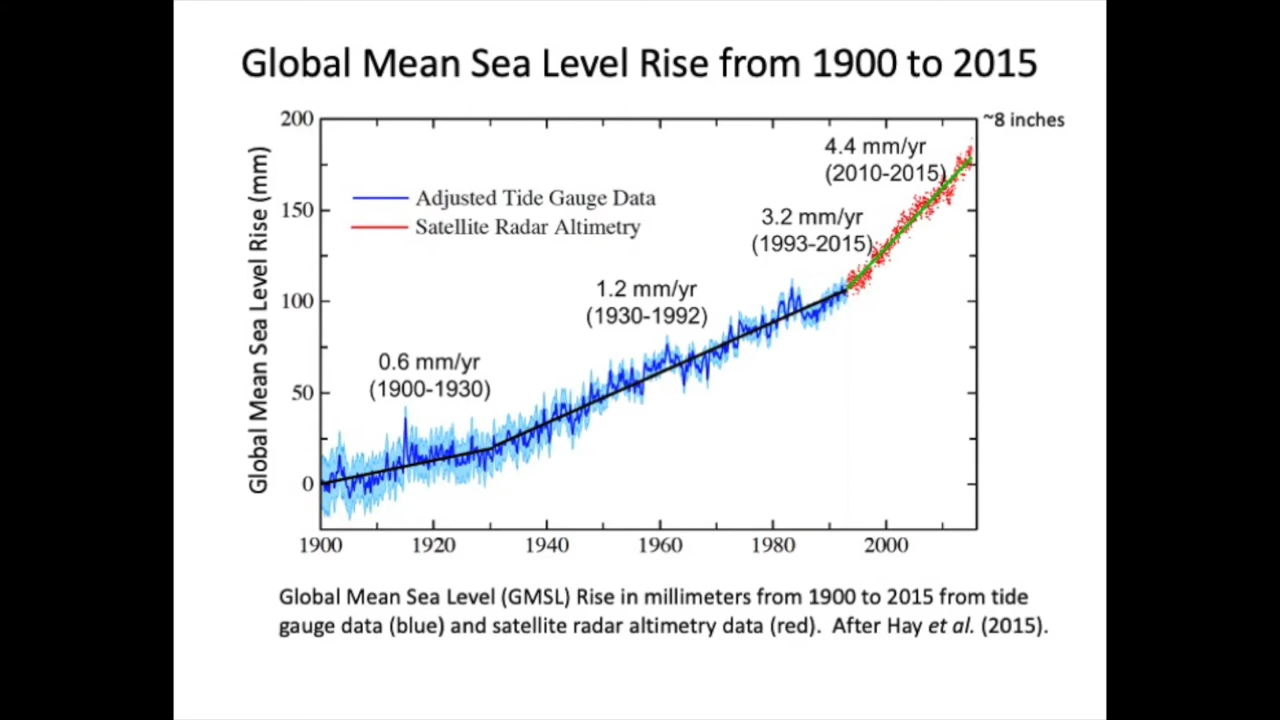 Global Mean Sea Level Rise from 1900 to 2015
200
~8 inches
4.4 mm/yr
(2010-2015)
Adjusted Tide Gauge Data
Satellite Radar Altimetry
150
3.2 mm/yr
(1993-2015)
Global Mean Sea Level Rise (mm)
1.2 mm/yr
(1930-1992)
100
0.6 mm/yr
(1900-1930)
50
0
1900 1920 1940 1960 1980 2000
Global Mean Sea Level (GMSL) Rise in millimeters from 1900 to 2015 from tide
gauge data (blue) and satellite radar altimetry data (red). After Hay et al. (2015).